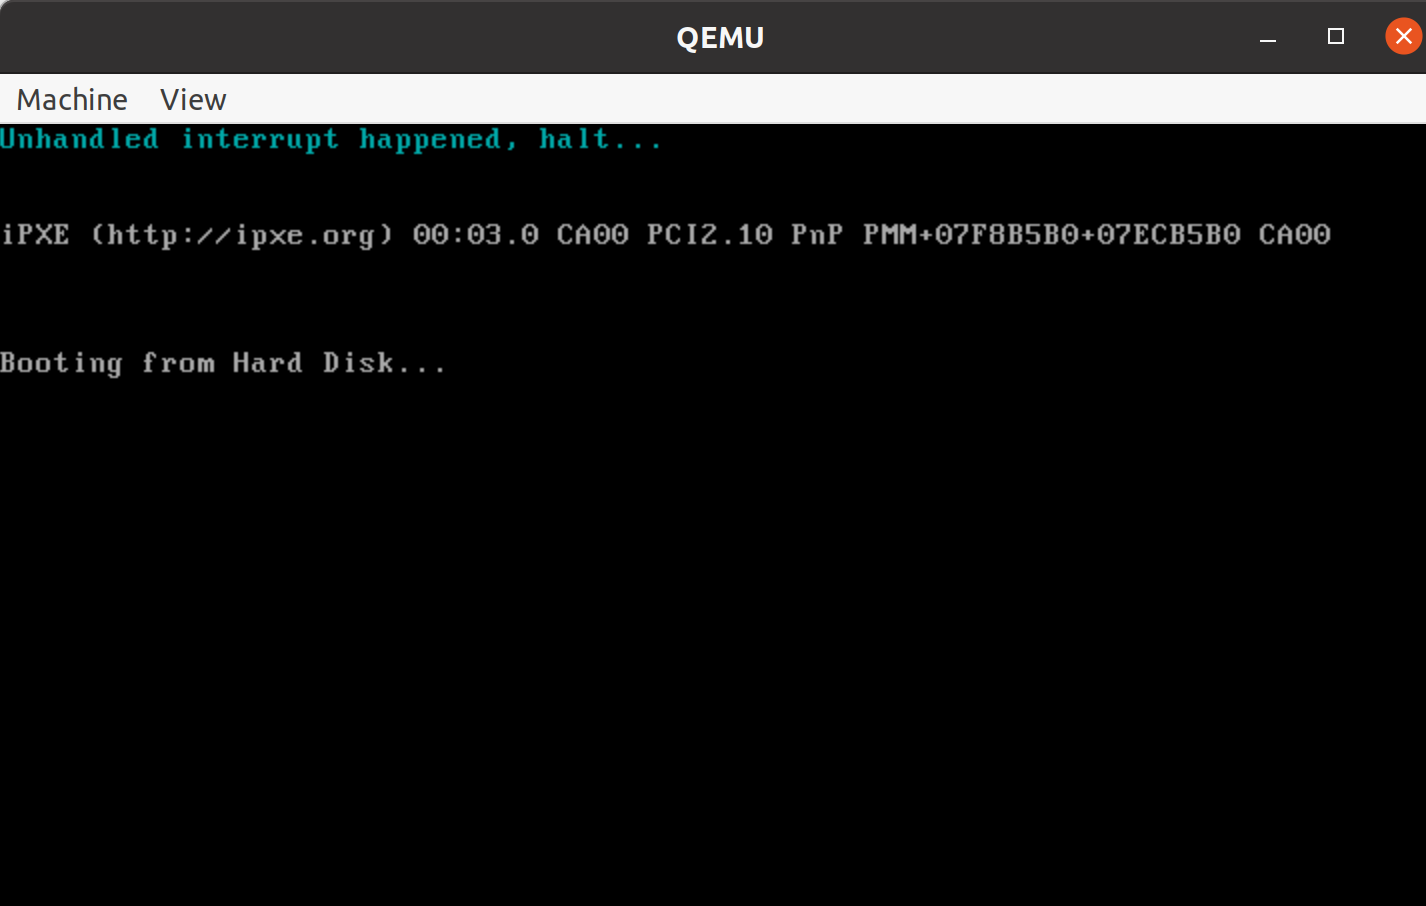 QEMU
Machine View
Unhandled interrupt happened, halt...
iPXE (http://ipxe.org) 00:03.0 CA00 PCI2.10 PnP PMM+07F8B5B0+07ECB5B0 CA00
Booting from Hard Disk...